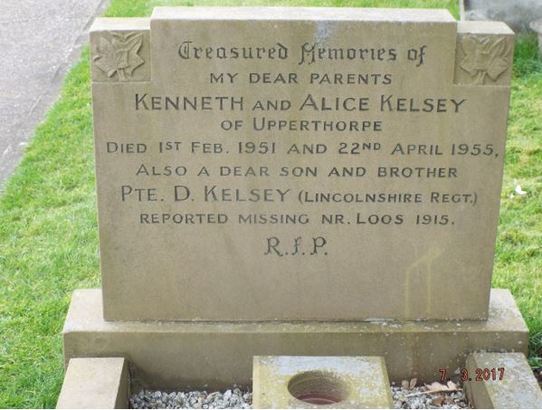 Treasured Memories of
MY DEAR PARENTS
KENNETH AND ALICE KELSEY
OF UPPERTHORPE
DIED 1ST FEB. 1951 AND 22ND APRIL 1955,
ALSO A DEAR SON AND BROTHER
PTE. D. KELSEY (LINCOLNSHIRE REGT.)
REPORTED MISSING NR. LOOS 1915.
R.I.P.
7 3.2017